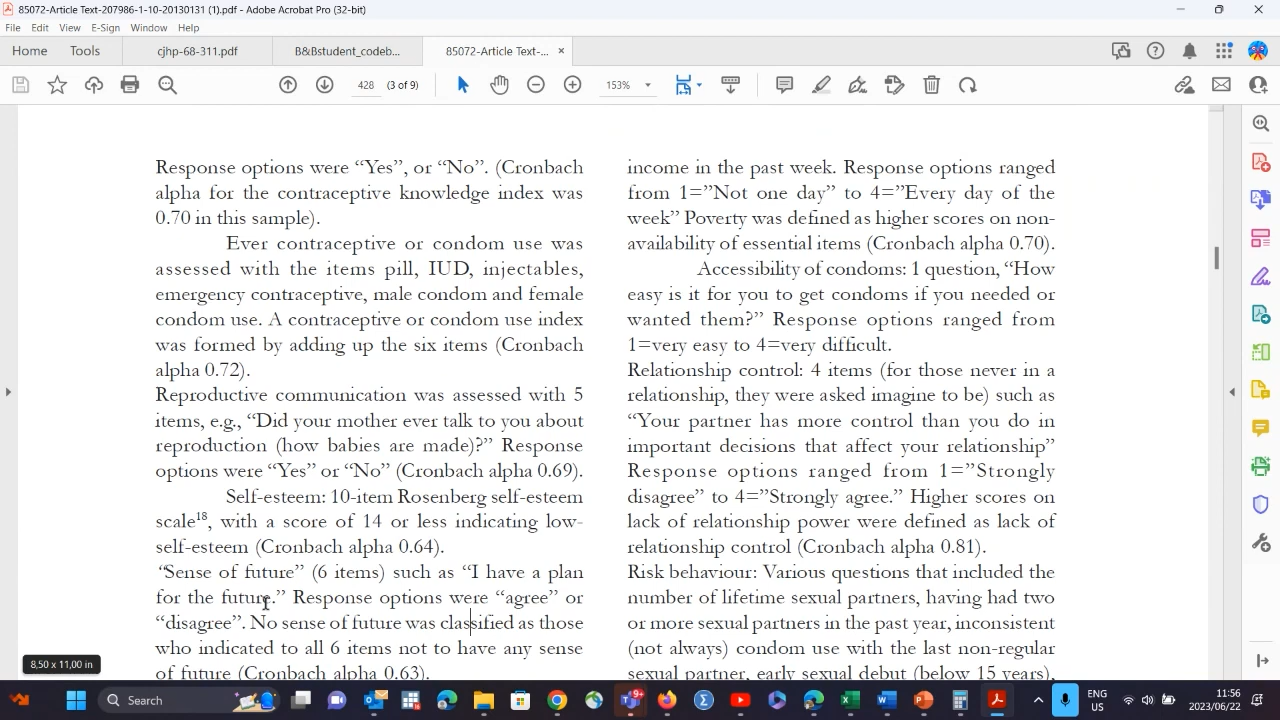 85072-Article Text-207986-1-10-20130131 (1).pdf - Adobe Acrobat Pro (32-bit)
File Edit View E-Sign Window Help
Home Tools cjhp-68-311.pdf B&Bstudent_codeb... 85072-Article Text-... ×
428 (3 of 9) 153%
Response options were “Yes”, or “No”. (Cronbach
alpha for the contraceptive knowledge index was
0.70 in this sample).
Ever contraceptive or condom use was
assessed with the items pill, IUD, injectables,
emergency contraceptive, male condom and female
condom use. A contraceptive or condom use index
was formed by adding up the six items (Cronbach
alpha 0.72).
Reproductive communication was assessed with 5
items, e.g., “Did your mother ever talk to you about
reproduction (how babies are made)?” Response
options were “Yes” or “No” (Cronbach alpha 0.69).
Self-esteem: 10-item Rosenberg self-esteem
scale18, with a score of 14 or less indicating low-
self-esteem (Cronbach alpha 0.64).
“Sense of future” (6 items) such as “I have a plan
for the future.” Response options were “agree” or
“disagree”. No sense of future was classified as those
who indicated to all 6 items not to have any sense
of future (Cronbach alpha 0.63).
income in the past week. Response options ranged
from 1=”Not one day” to 4=”Every day of the
week” Poverty was defined as higher scores on non-
availability of essential items (Cronbach alpha 0.70).
Accessibility of condoms: 1 question, “How
easy is it for you to get condoms if you needed or
wanted them?” Response options ranged from
1=very easy to 4=very difficult.
Relationship control: 4 items (for those never in a
relationship, they were asked imagine to be) such as
“Your partner has more control than you do in
important decisions that affect your relationship”
Response options ranged from 1=”Strongly
disagree” to 4=”Strongly agree.” Higher scores on
lack of relationship power were defined as lack of
relationship control (Cronbach alpha 0.81).
Risk behaviour: Various questions that included the
number of lifetime sexual partners, having had two
or more sexual partners in the past year, inconsistent
(not always) condom use with the last non-regular
sexual partner, early sexual debut (below 15 years),
8,50 x 11,00 in
Search
9+
ENG
US
11:56
2023/06/22